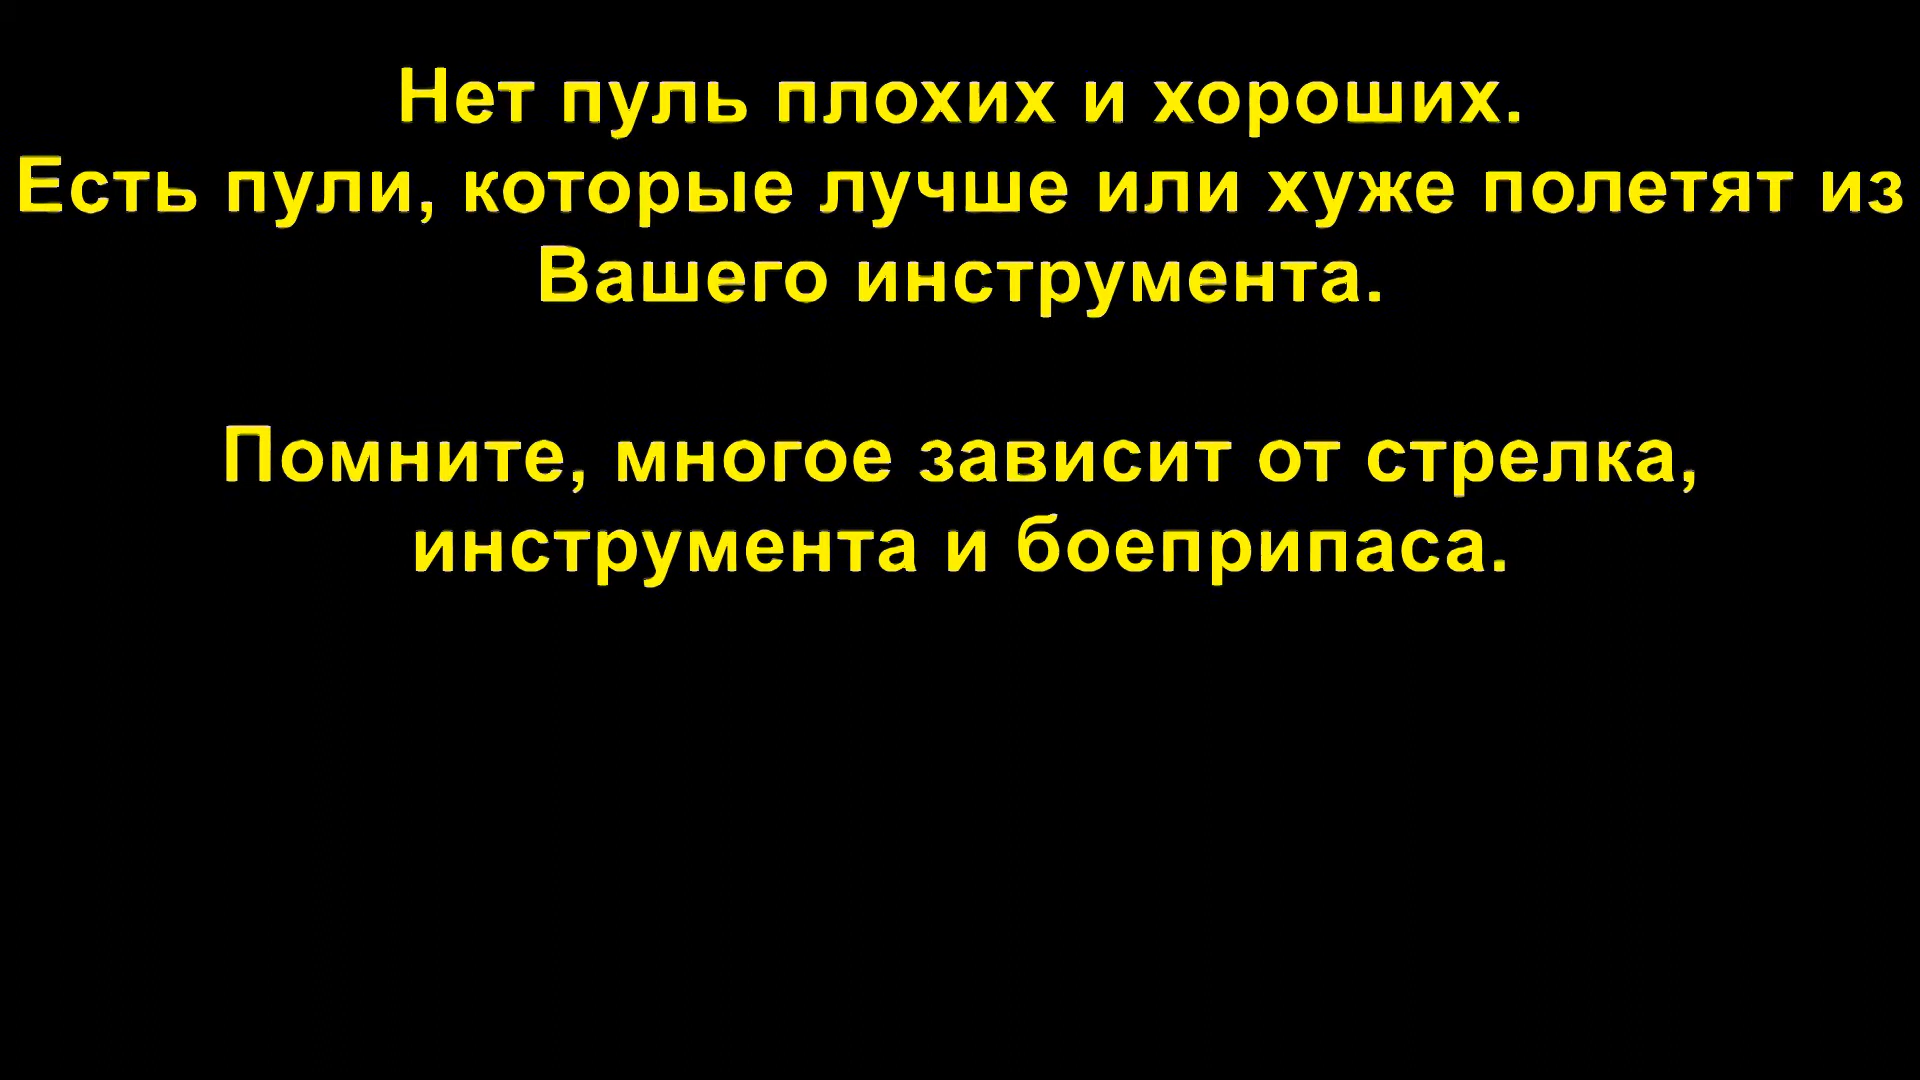 Нет пуль плохих и хороших.
Есть пули, которые лучше или хуже полетят из
Вашего инструмента.
Помните, многое зависит от стрелка,
инструмента и боеприпаса.